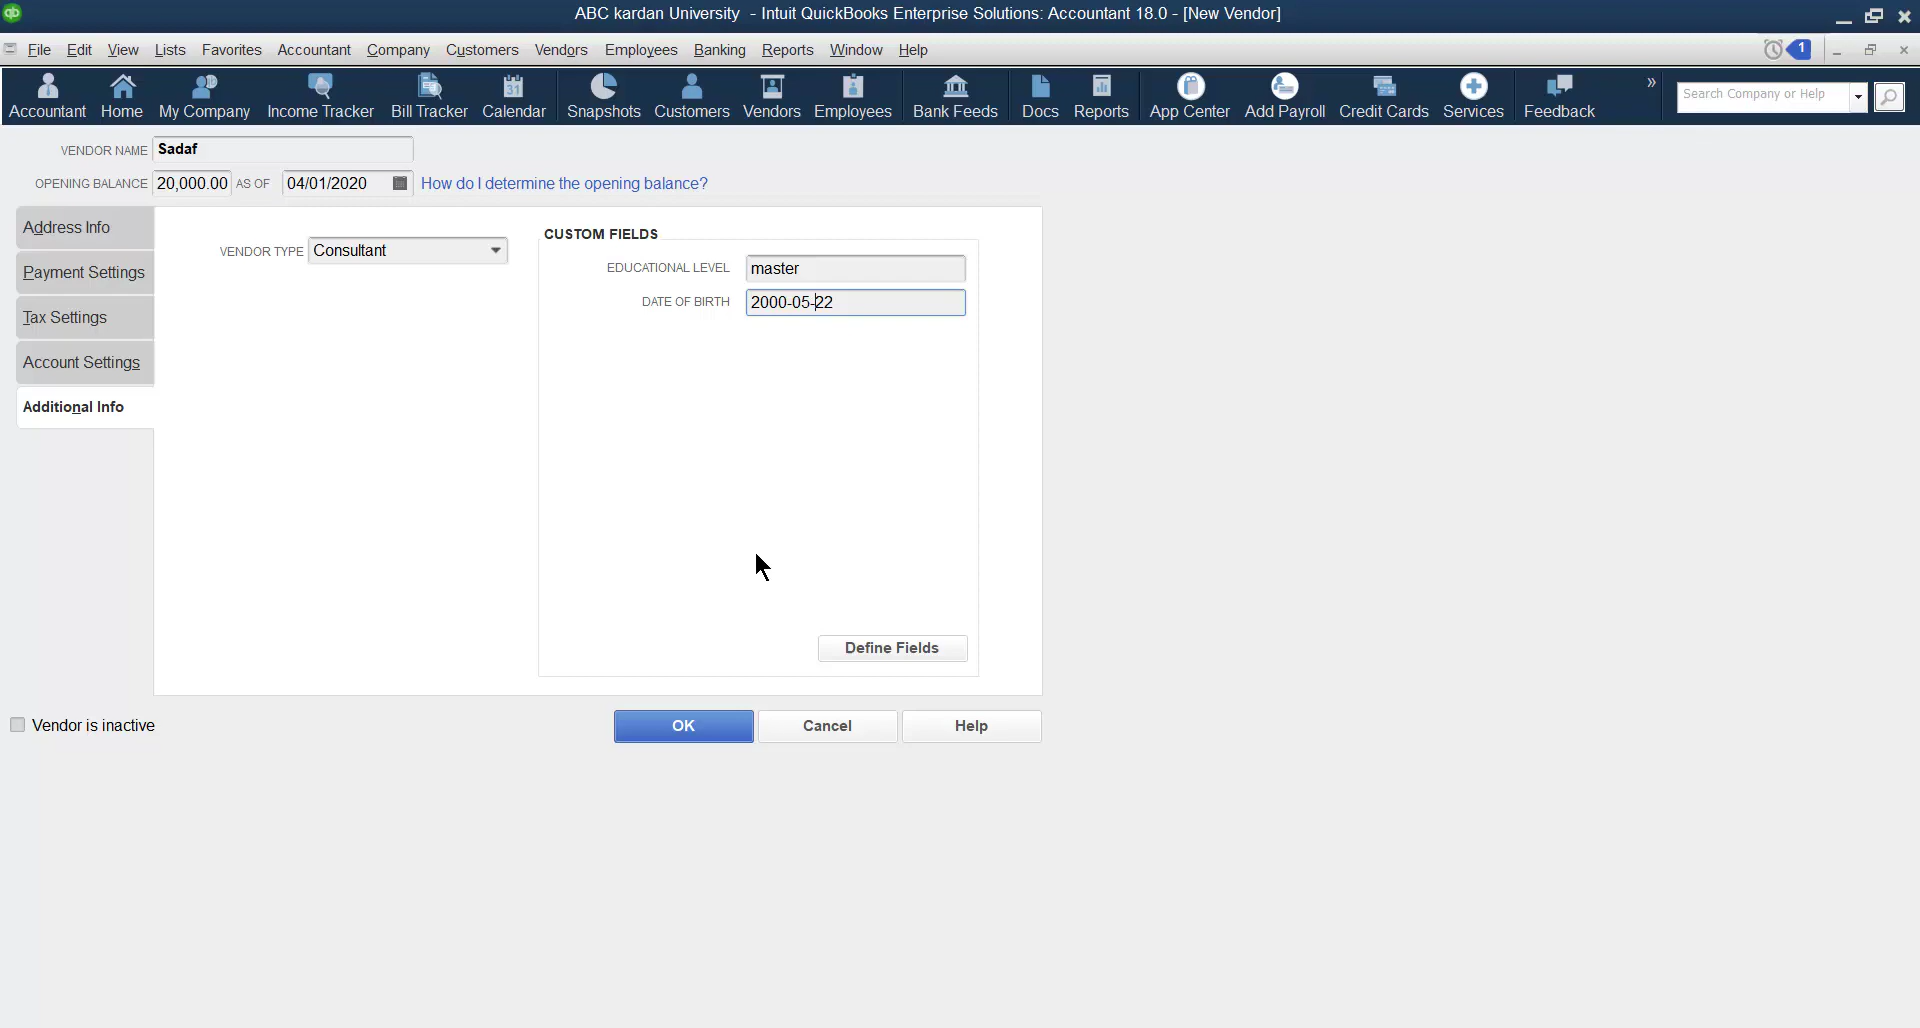 ABC kardan University - Intuit QuickBooks Enterprise Solutions: Accountant 18.0 - [New Vendor]
File Edit View Lists Favorites Accountant Company Customers Vendors Employees Banking Reports Window Help 1
Accountant Home My Company Income Tracker Bill Tracker 31 Calendar Snapshots Customers Vendors Employees Bank Feeds Docs Reports App Center Add Payroll Credit Cards Services Feedback » Search Company or Help
VENDOR NAME Sadaf
OPENING BALANCE 20,000.00 AS OF 04/01/2020 How do I determine the opening balance?
Address Info
Payment Settings
Tax Settings
Account Settings
Additional Info
VENDOR TYPE Consultant
CUSTOM FIELDS
EDUCATIONAL LEVEL master
DATE OF BIRTH 2000-05-22
Define Fields
Vendor is inactive
OK Cancel Help